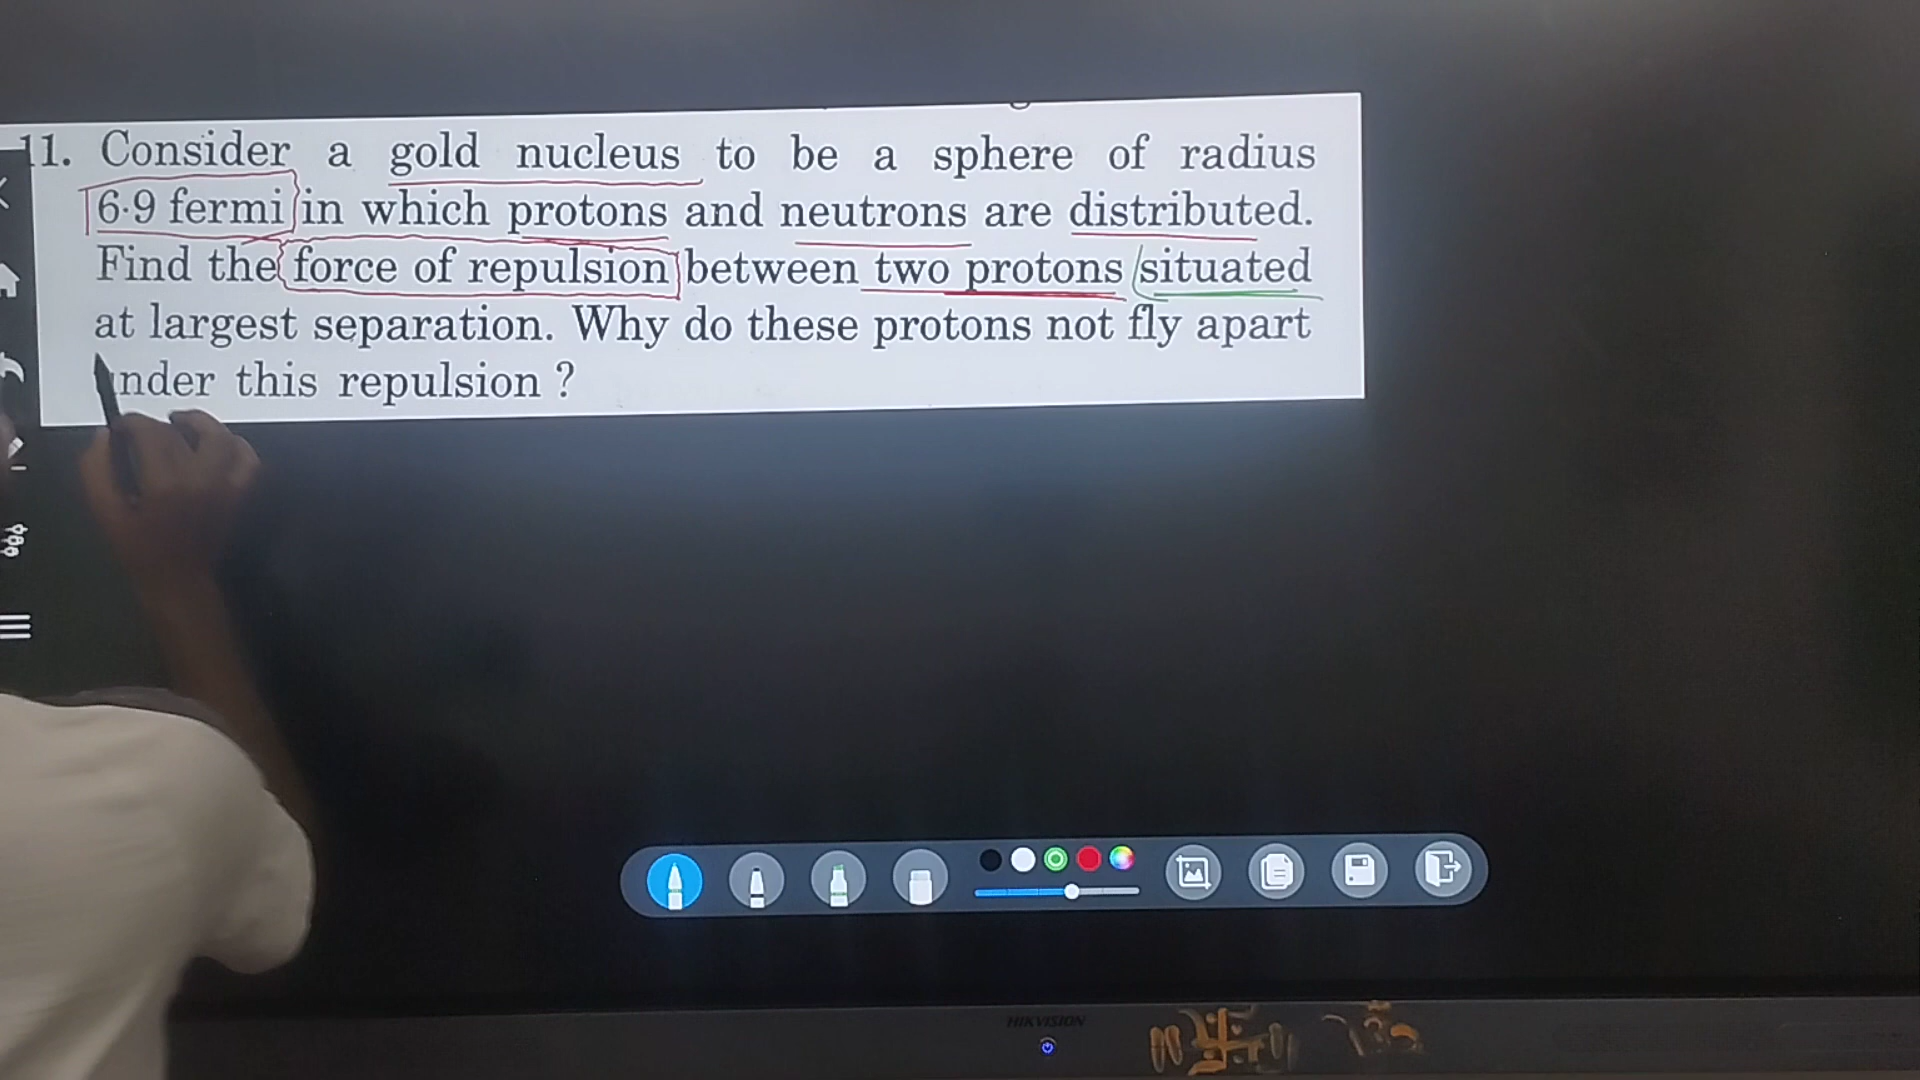 11. Consider a gold nucleus to be a sphere of radius
6·9 fermi in which protons and neutrons are distributed.
Find the force of repulsion between two protons situated
at largest separation. Why do these protons not fly apart
under this repulsion ?
HIKVISION